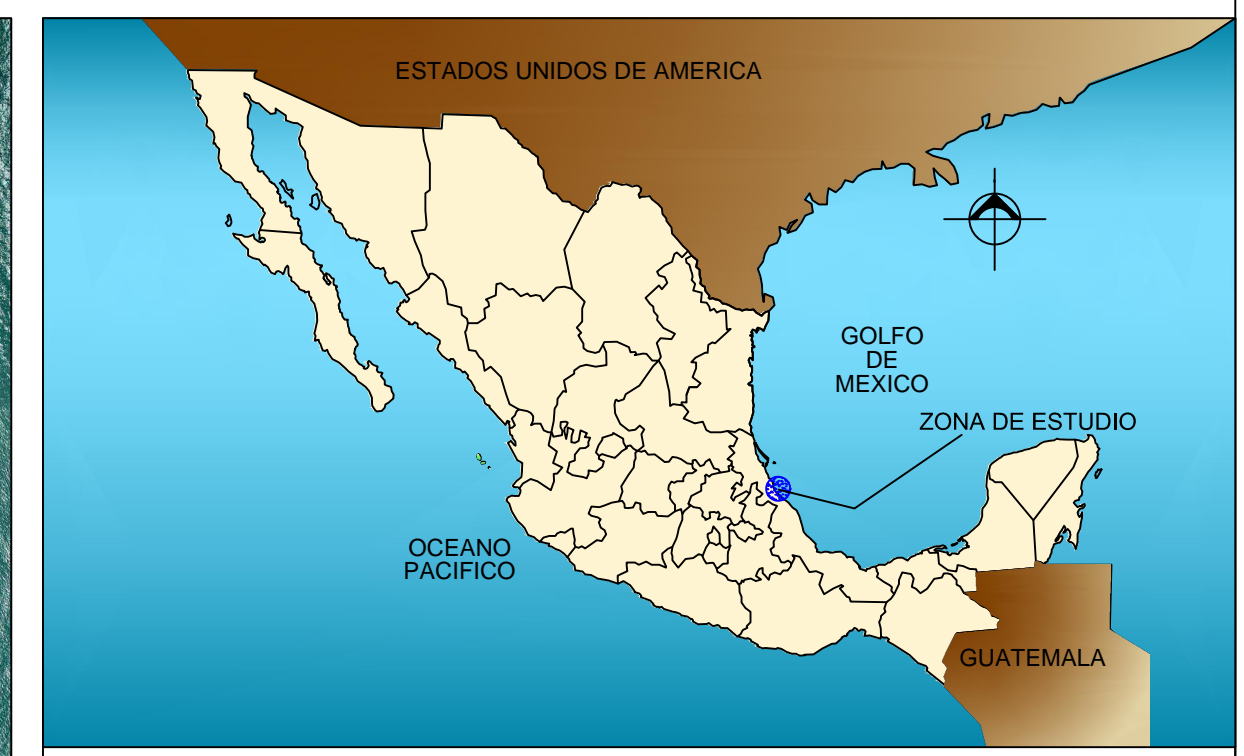 ESTADOS UNIDOS DE AMERICA
GOLFO
DE
MEXICO
ZONA DE ESTUDIO
OCEANO
PACIFICO
GUATEMALA